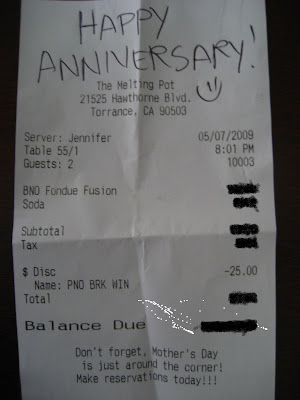 HAPPY
ANNIVERSARY!
The Melting Pot
21525 Hawthorne Blvd.
Torrance, CA 90503
Server: Jennifer 05/07/2009
Table 55/1 8:01 PM
Guests: 2 10003
BNO Fondue Fusion
Soda
Subtotal
Tax
$ Disc -25.00
Name: PNO BRK WIN
Total
Balance Due
Don't forget, Mother's Day
is just around the corner!
Make reservations today!!!